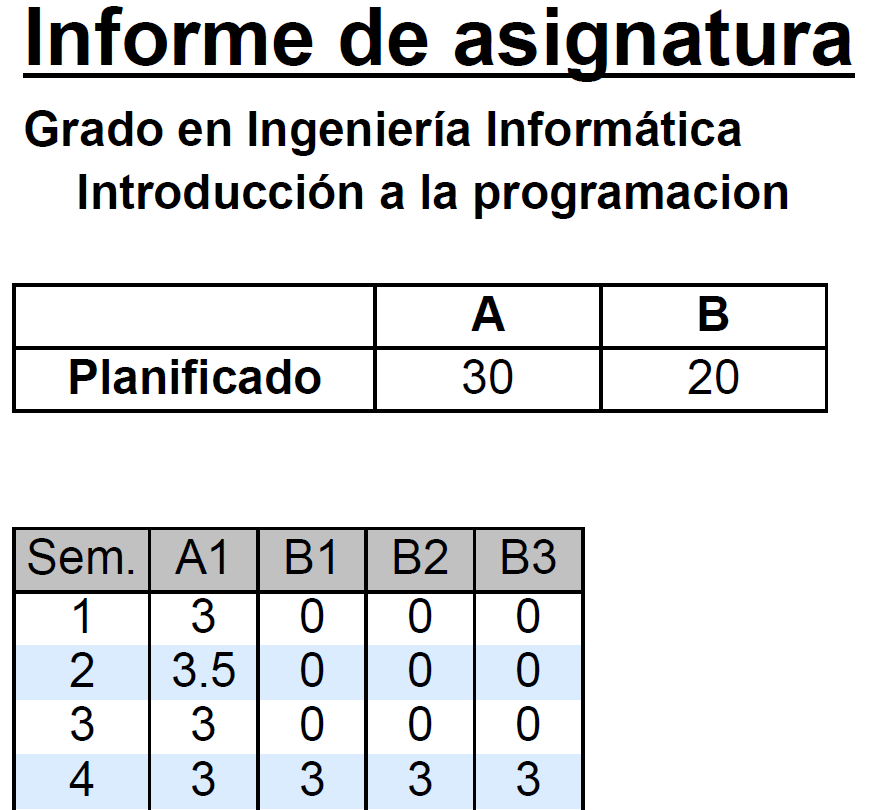 Informe de asignatura
Grado en Ingeniería Informática
Introducción a la programacion
A B
Planificado 30 20
Sem. A1 B1 B2 B3
1 3 0 0 0
2 3.5 0 0 0
3 3 0 0 0
4 3 3 3 3